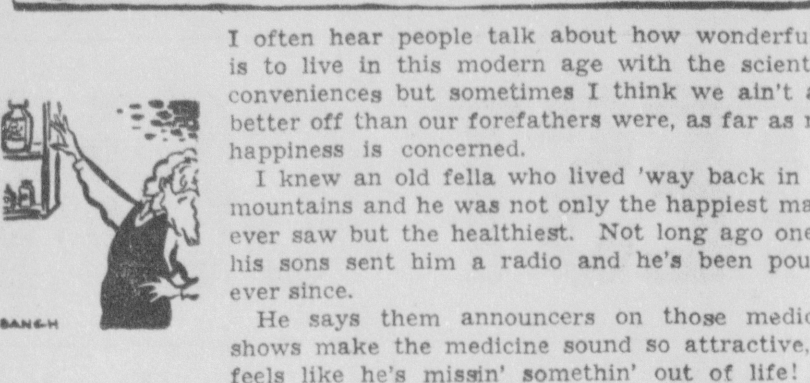 I often hear people talk about how wonderfu
is to live in this modern age with the scient
conveniences but sometimes I think we ain't a
better off than our forefathers were, as far as r
happiness is concerned.
I knew an old fella who lived 'way back in
mountains and he was not only the happiest ma
ever saw but the healthiest. Not long ago one
his sons sent him a radio and he's been pou
ever since.
He says them announcers on those medic
shows make the medicine sound so attractive,
feels like he's missin' somethin' out of life!
BANGH